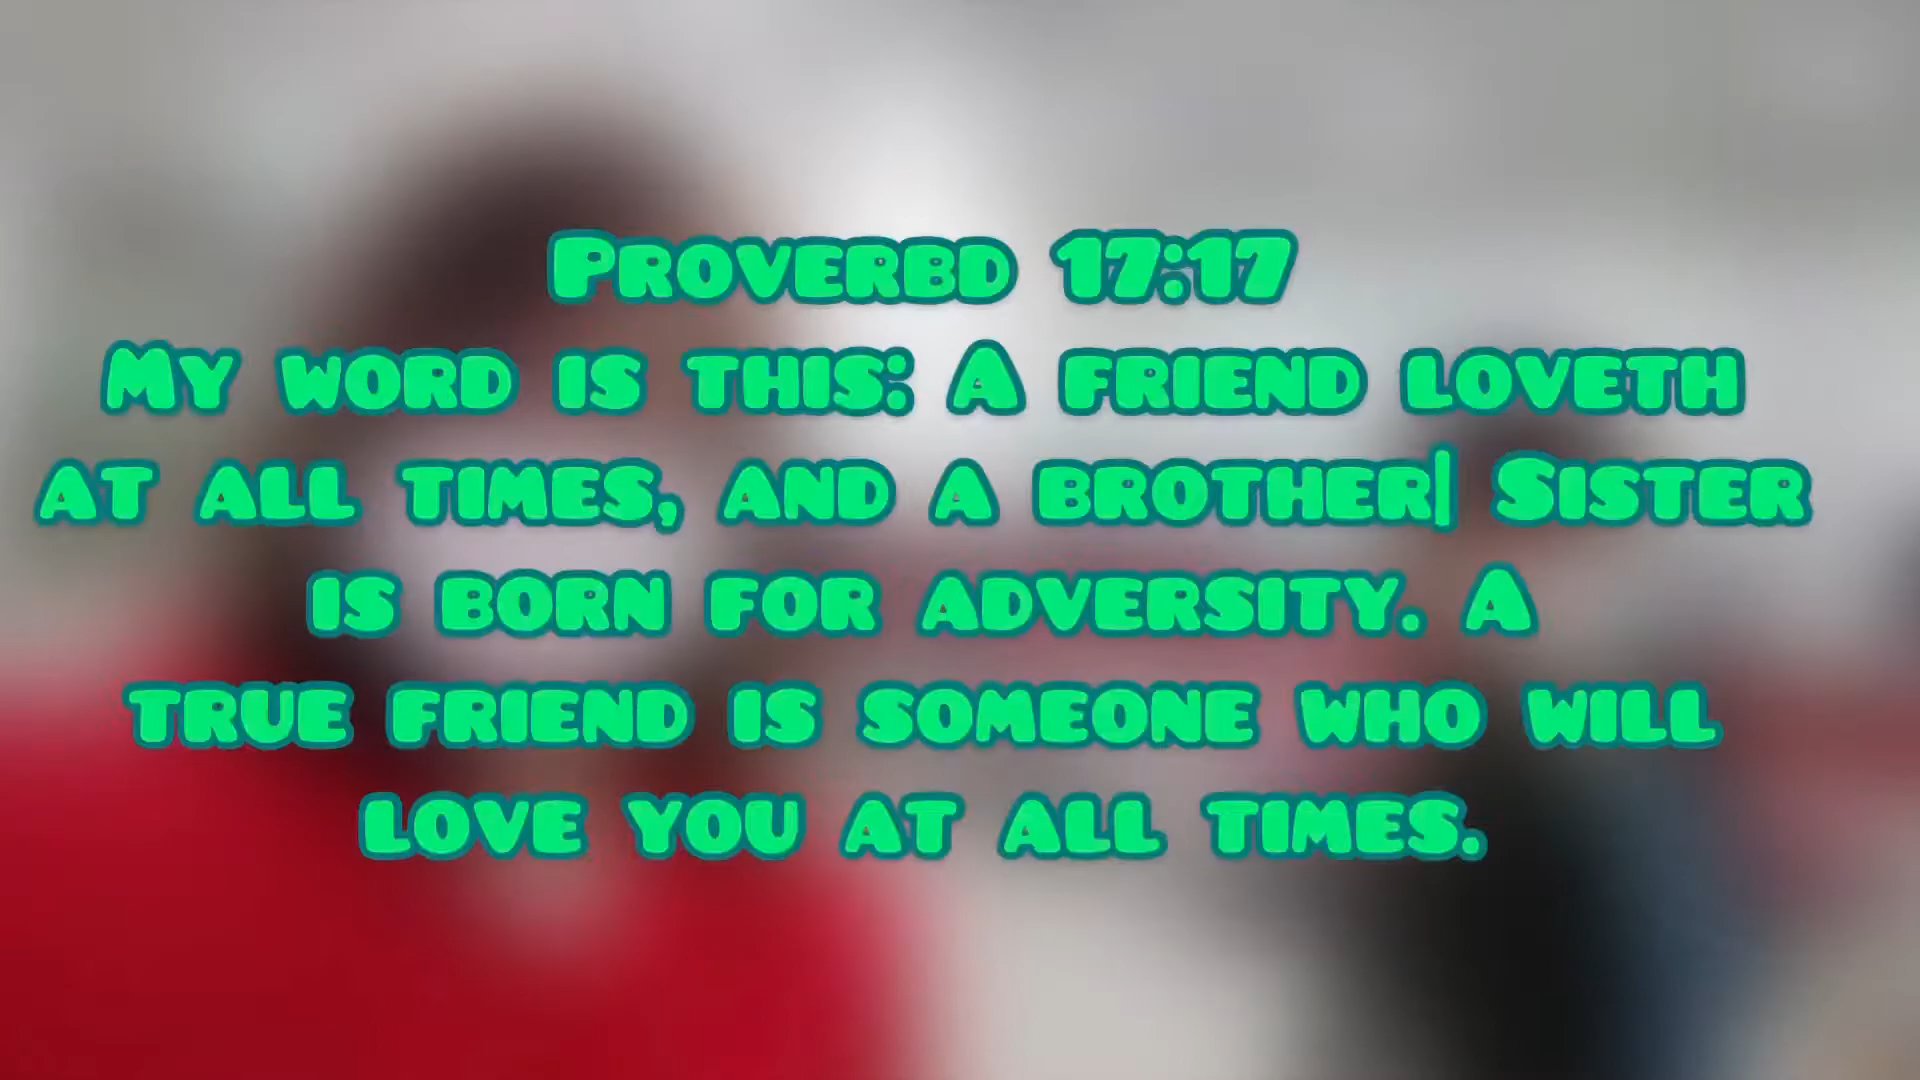 Proverbd 17:17
My word is this: A friend loveth
at all times, and a brother| Sister
is born for adversity. A
true friend is someone who will
love you at all times.